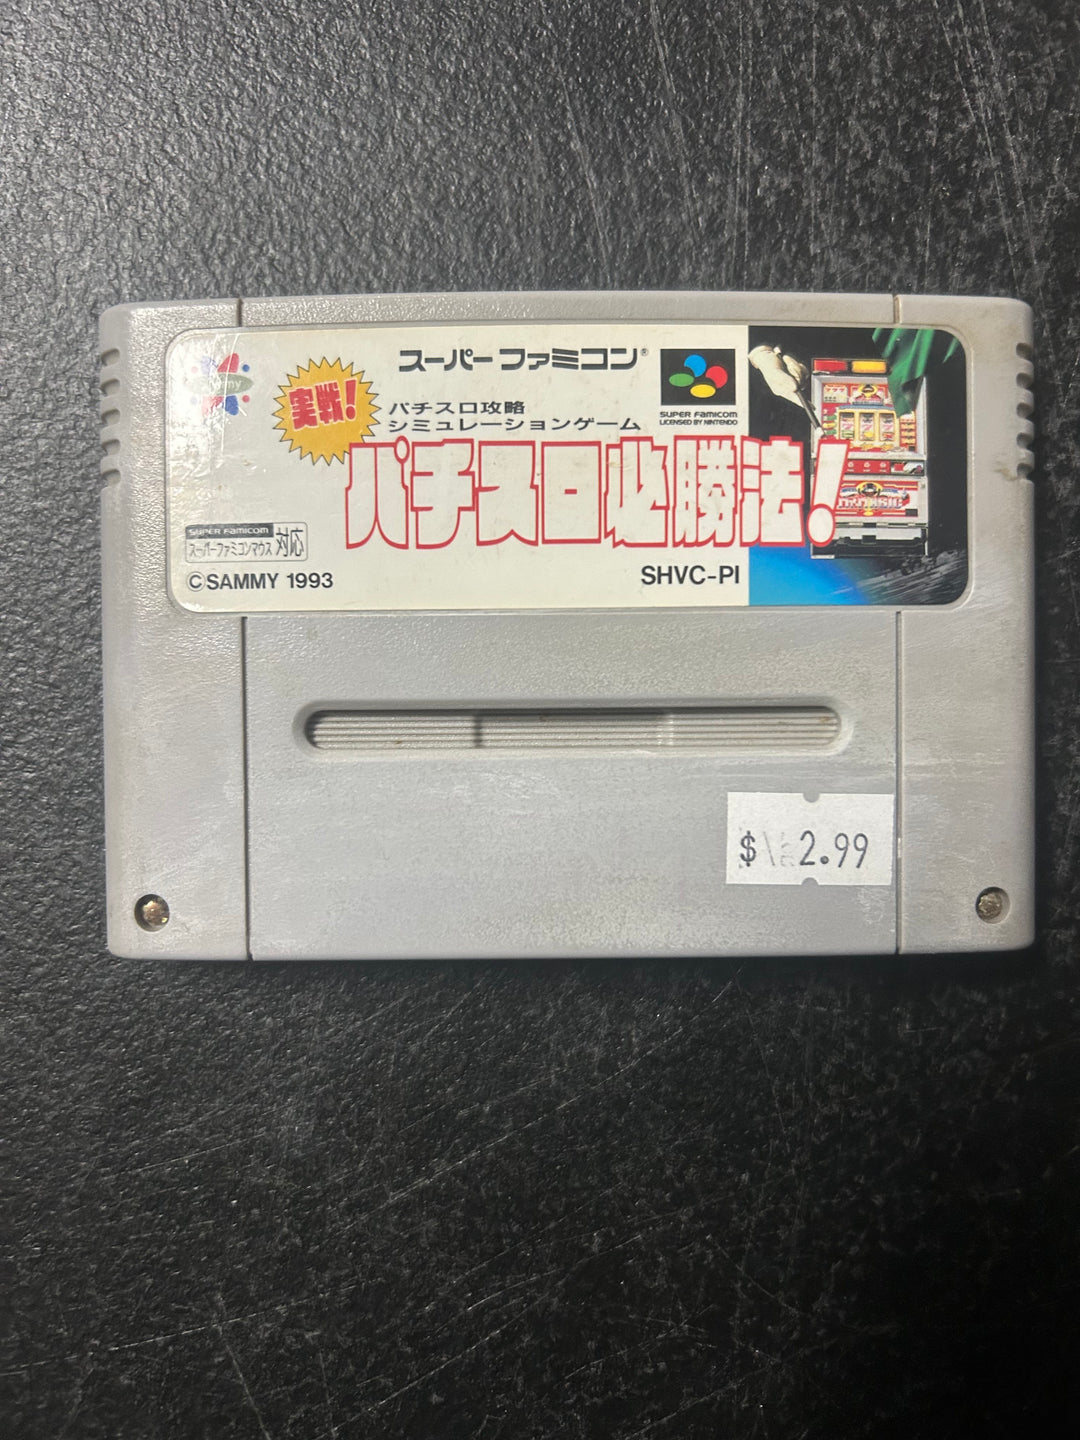 スーパーファミコン®
実戦!
パチスロ攻略
シミュレーションゲーム
SUPER FAMICOM
LICENSED BY NINTENDO
パチスロ必勝法!
SUPER FAMICOM
スーパーファミコンマウス 対応
©SAMMY 1993
SHVC-PI
$ 2.99